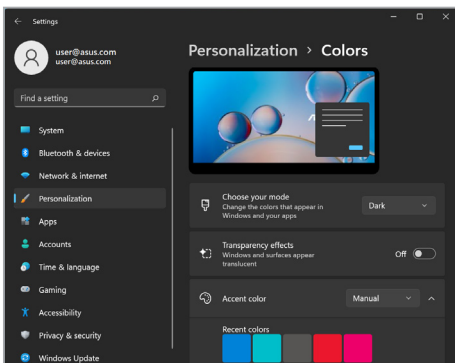 Settings
user@asus.com
user@asus.com
Find a setting
System
Bluetooth & devices
Network & internet
Personalization
Apps
Accounts
Time & language
Gaming
Accessibility
Privacy & security
Windows Update
Personalization > Colors
Choose your mode
Change the colors that appear in
Windows and your apps
Dark
Transparency effects
Windows and surfaces appear
translucent
Off
Accent color
Manual
Recent colors